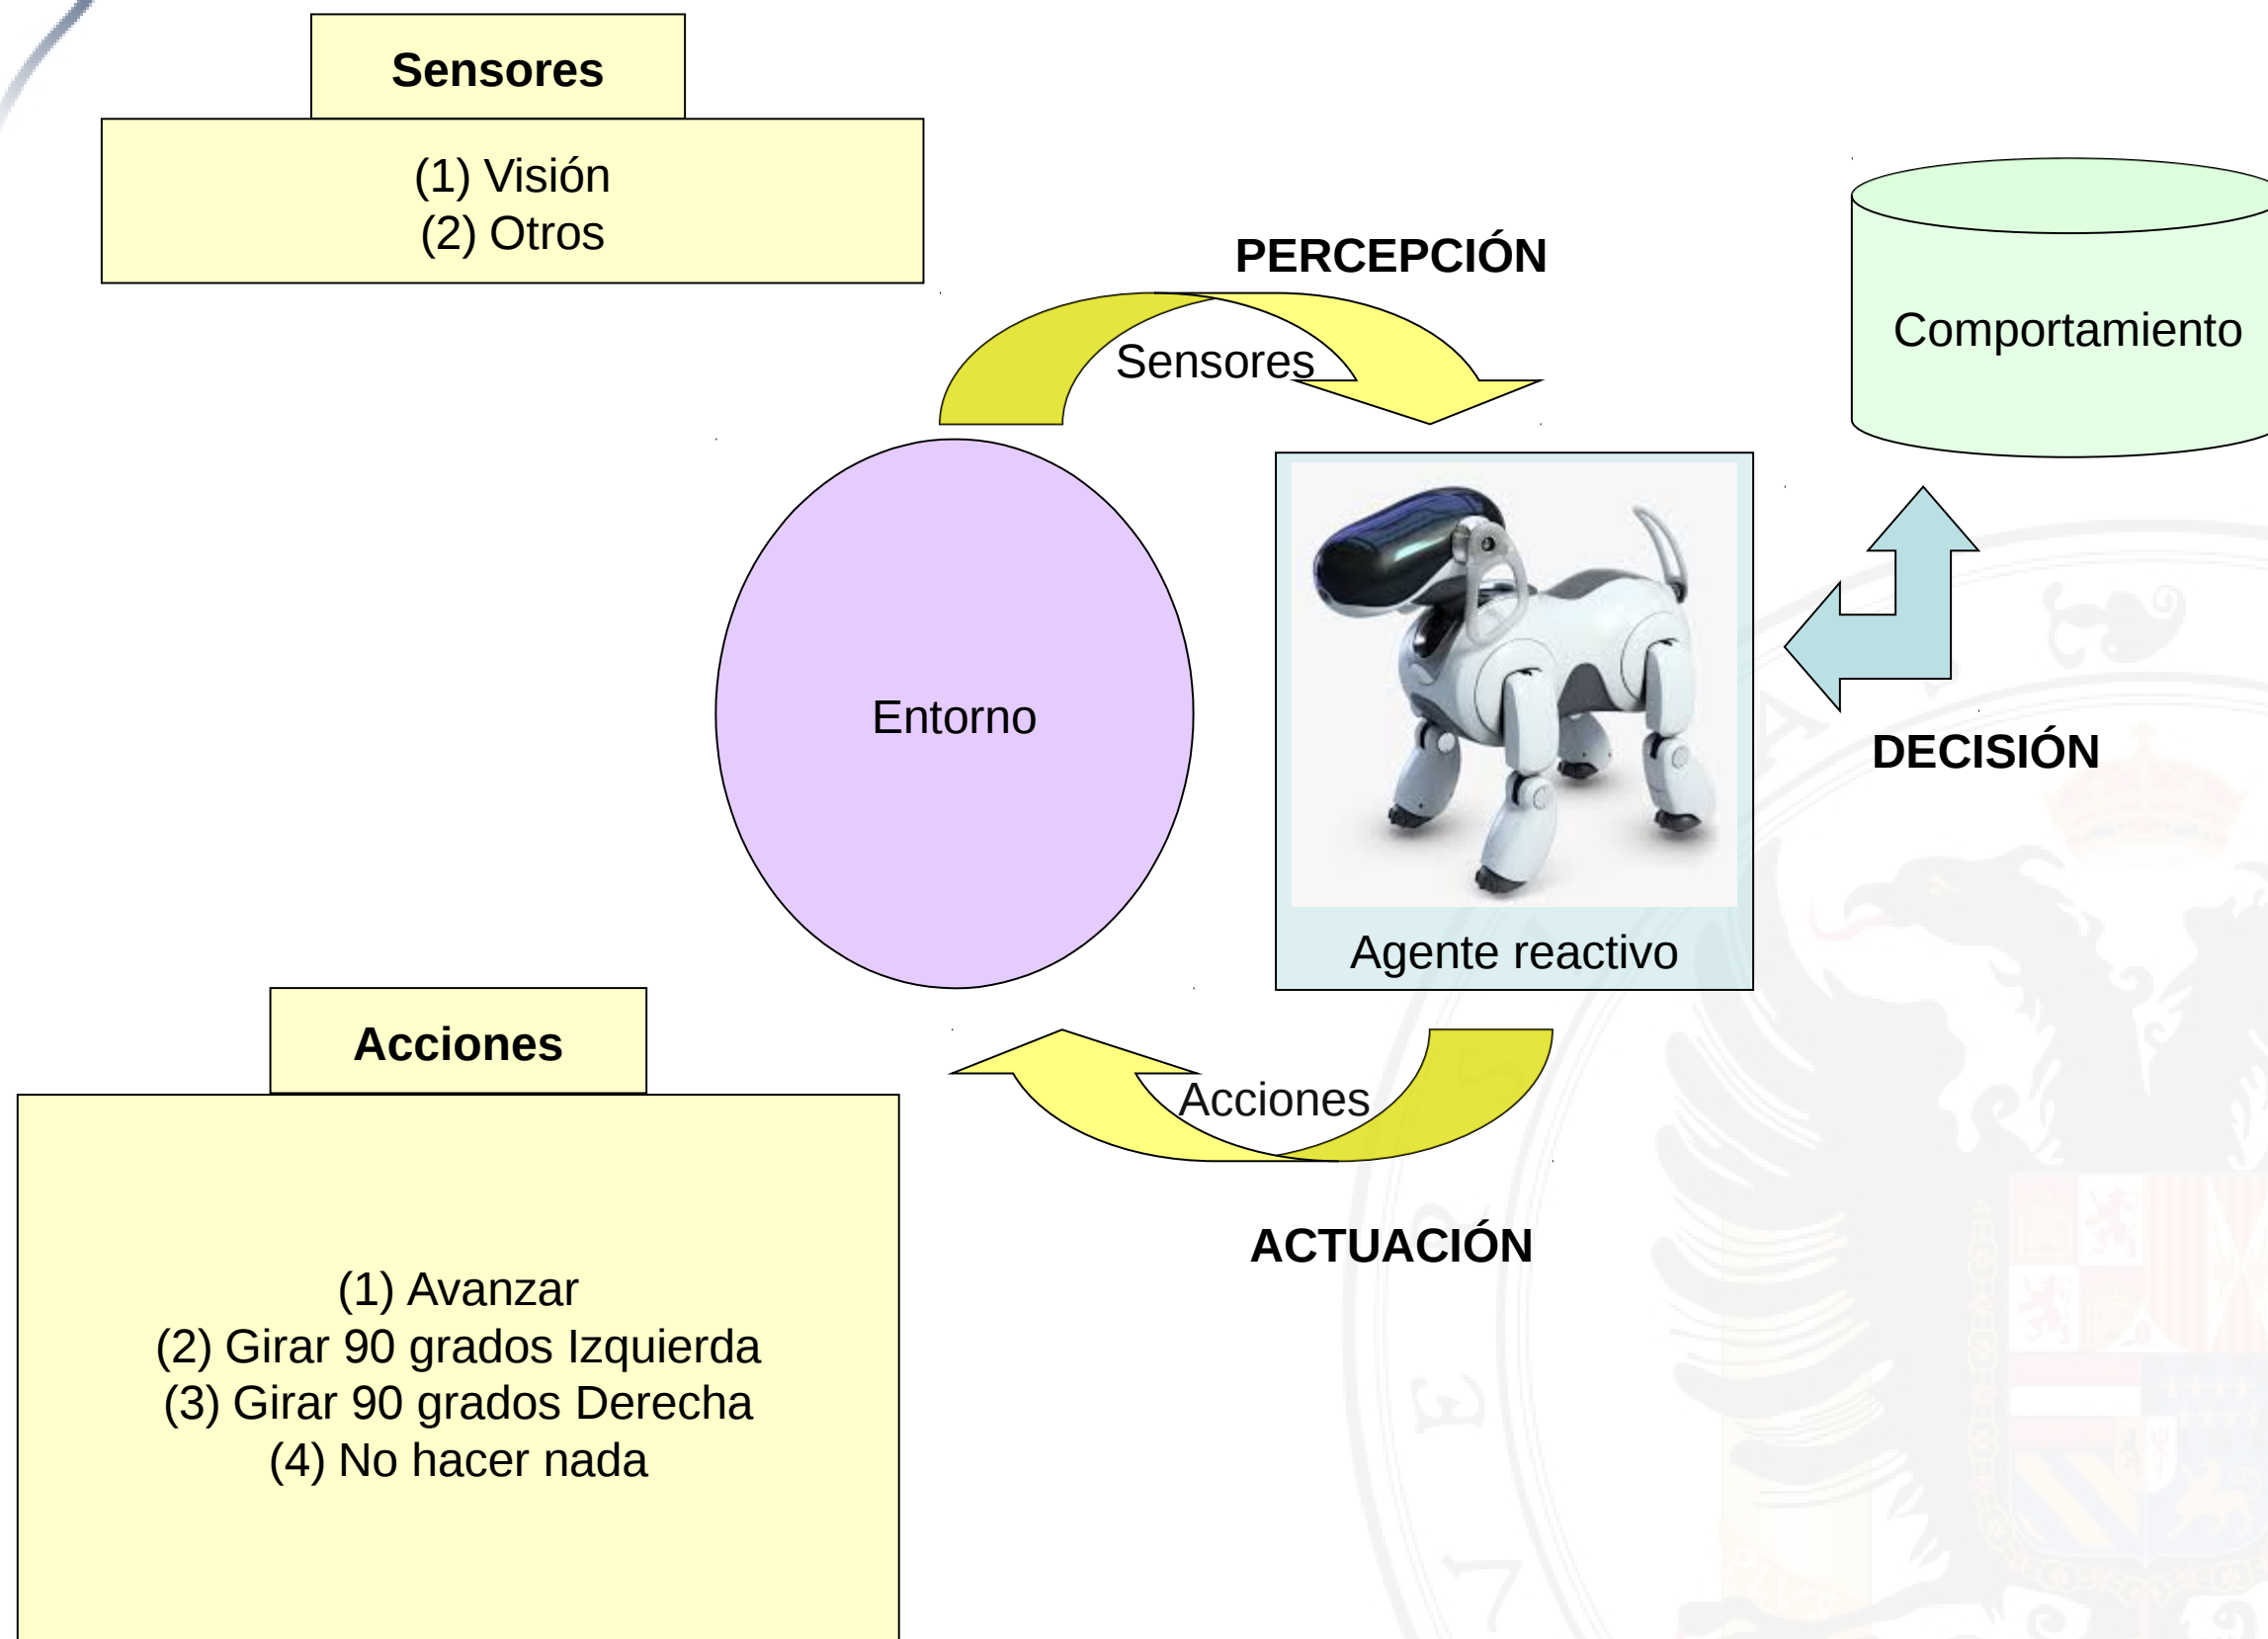 Sensores
(1) Visión
(2) Otros
PERCEPCIÓN
Sensores
Comportamiento
Entorno
Agente reactivo
DECISIÓN
Acciones
(1) Avanzar
(2) Girar 90 grados Izquierda
(3) Girar 90 grados Derecha
(4) No hacer nada
Acciones
ACTUACIÓN
PLVS